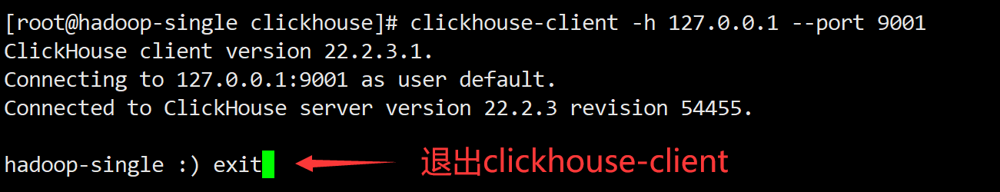 [root@hadoop-single clickhouse]# clickhouse-client -h 127.0.0.1 --port 9001
ClickHouse client version 22.2.3.1.
Connecting to 127.0.0.1:9001 as user default.
Connected to ClickHouse server version 22.2.3 revision 54455.
hadoop-single :) exit 退出clickhouse-client